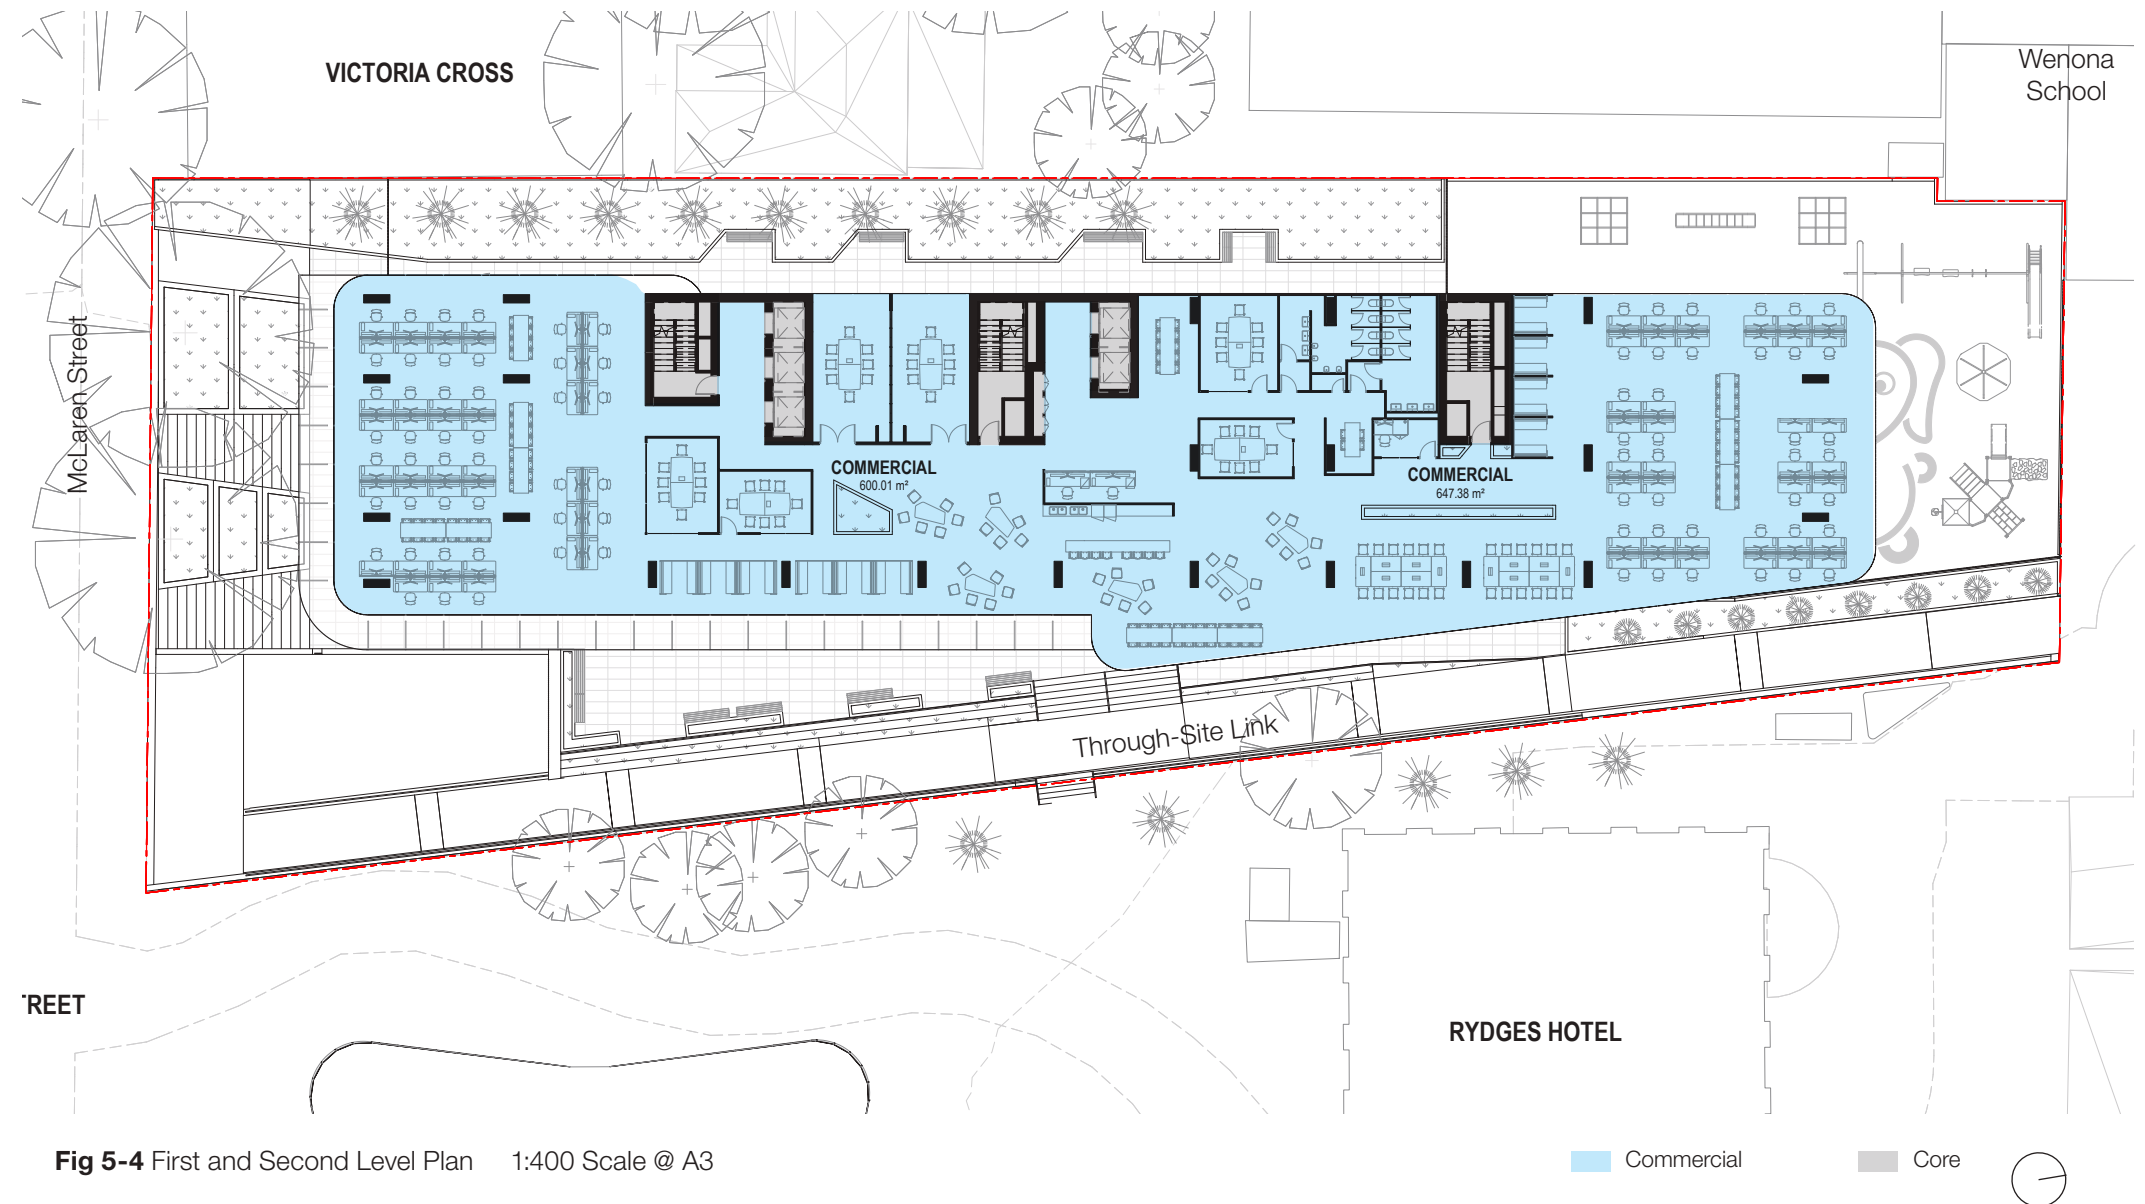 VICTORIA CROSS
Wenona
School
McLaren Street
COMMERCIAL
600.01 m²
COMMERCIAL
647.38 m²
Through-Site Link
TREET
RYDGES HOTEL
Fig 5-4 First and Second Level Plan 1:400 Scale @ A3
Commercial
Core